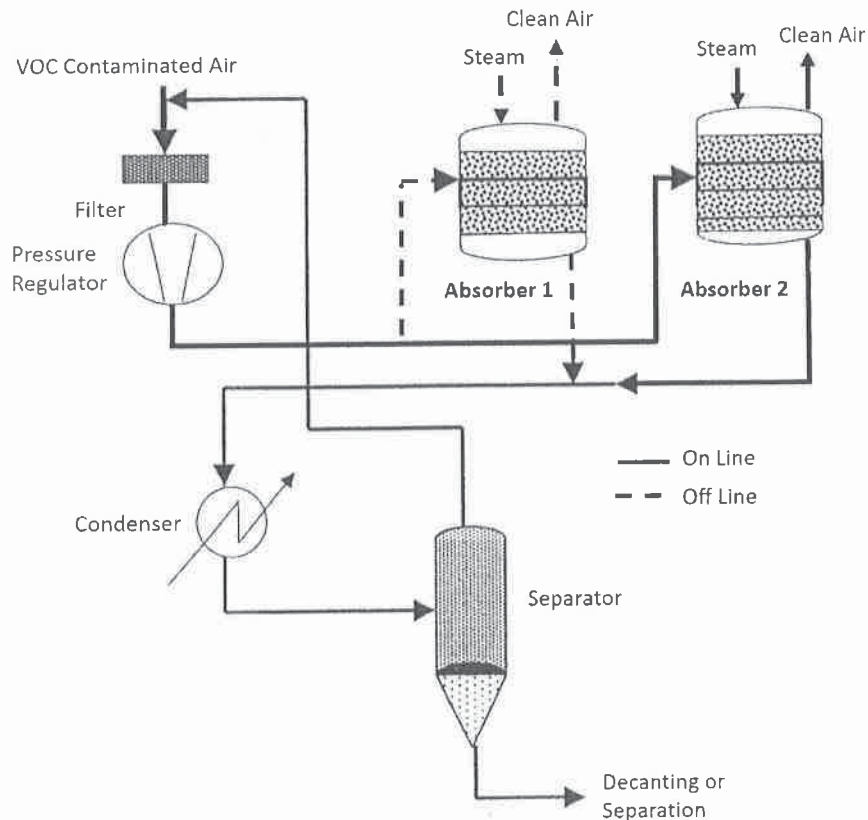 Clean Air
Steam
VOC Contaminated Air
Steam
Clean Air
Filter
Pressure
Regulator
Absorber 1
Absorber 2
On Line
Off Line
Condenser
Separator
Decanting or
Separation